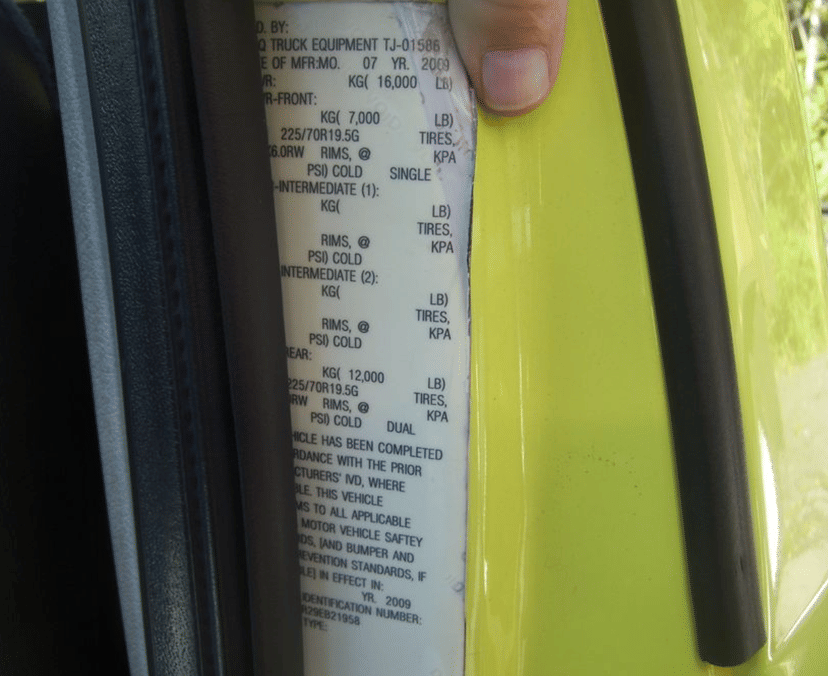 D. BY:
Q TRUCK EQUIPMENT TJ-01586
E OF MFR:MO. 07 YR. 2009
R: KG( 16,000 LB)
R-FRONT:
KG( 7,000 LB)
225/70R19.5G TIRES,
6.0RW RIMS, @ KPA
PSI) COLD SINGLE
-INTERMEDIATE (1):
KG( LB)
TIRES,
RIMS, @ KPA
PSI) COLD
INTERMEDIATE (2):
KG( LB)
TIRES,
RIMS, @ KPA
PSI) COLD
REAR:
KG( 12,000 LB)
225/70R19.5G TIRES,
RW RIMS, @ KPA
PSI) COLD DUAL
HICLE HAS BEEN COMPLETED
RDANCE WITH THE PRIOR
CTURERS' IVD, WHERE
BLE. THIS VEHICLE
MS TO ALL APPLICABLE
MOTOR VEHICLE SAFTEY
DS, [AND BUMPER AND
EVENTION STANDARDS, IF
LE] IN EFFECT IN:
YR. 2009
IDENTIFICATION NUMBER:
R29EB21958
TYPE: